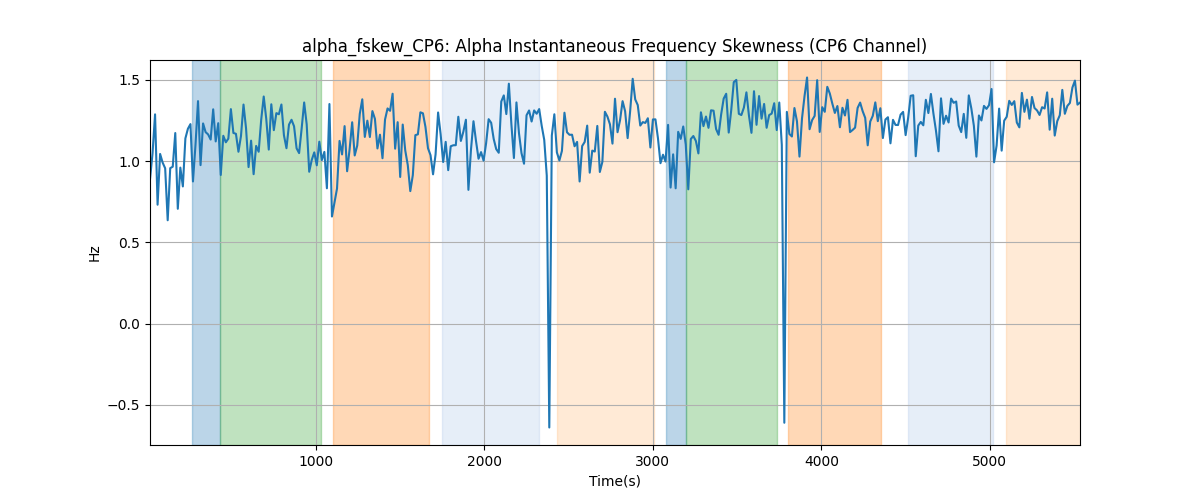 alpha_fskew_CP6: Alpha Instantaneous Frequency Skewness (CP6 Channel)
1.5
1.0
0.5
0.0
−0.5
Hz
1000 2000 3000 4000 5000
Time(s)